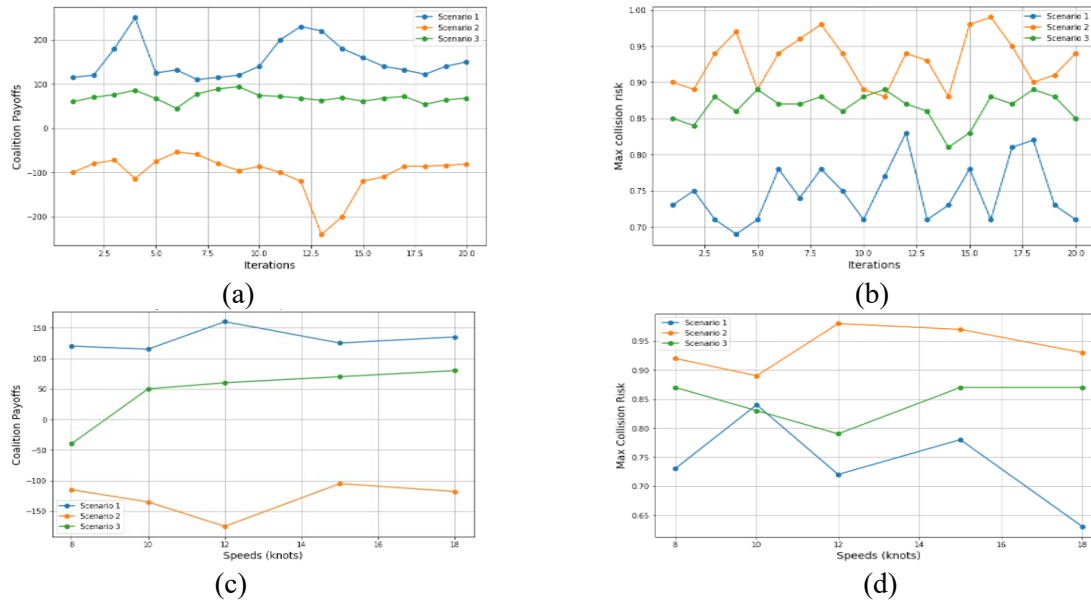 Coalition Payoffs
200
100
0
−100
−200
Scenario 1
Scenario 2
Scenario 3
2.5 5.0 7.5 10.0 12.5 15.0 17.5 20.0
Iterations
(a)
Max collision risk
1.00
0.95
0.90
0.85
0.80
0.75
0.70
Scenario 1
Scenario 2
Scenario 3
2.5 5.0 7.5 10.0 12.5 15.0 17.5 20.0
Iterations
(b)
Coalition Payoffs
150
100
50
0
−50
−100
−150
Scenario 1
Scenario 2
Scenario 3
8 10 12 14 16 18
Speeds (knots)
(c)
Max Collision Risk
0.95
0.90
0.85
0.80
0.75
0.70
0.65
Scenario 1
Scenario 2
Scenario 3
8 10 12 14 16 18
Speeds (knots)
(d)